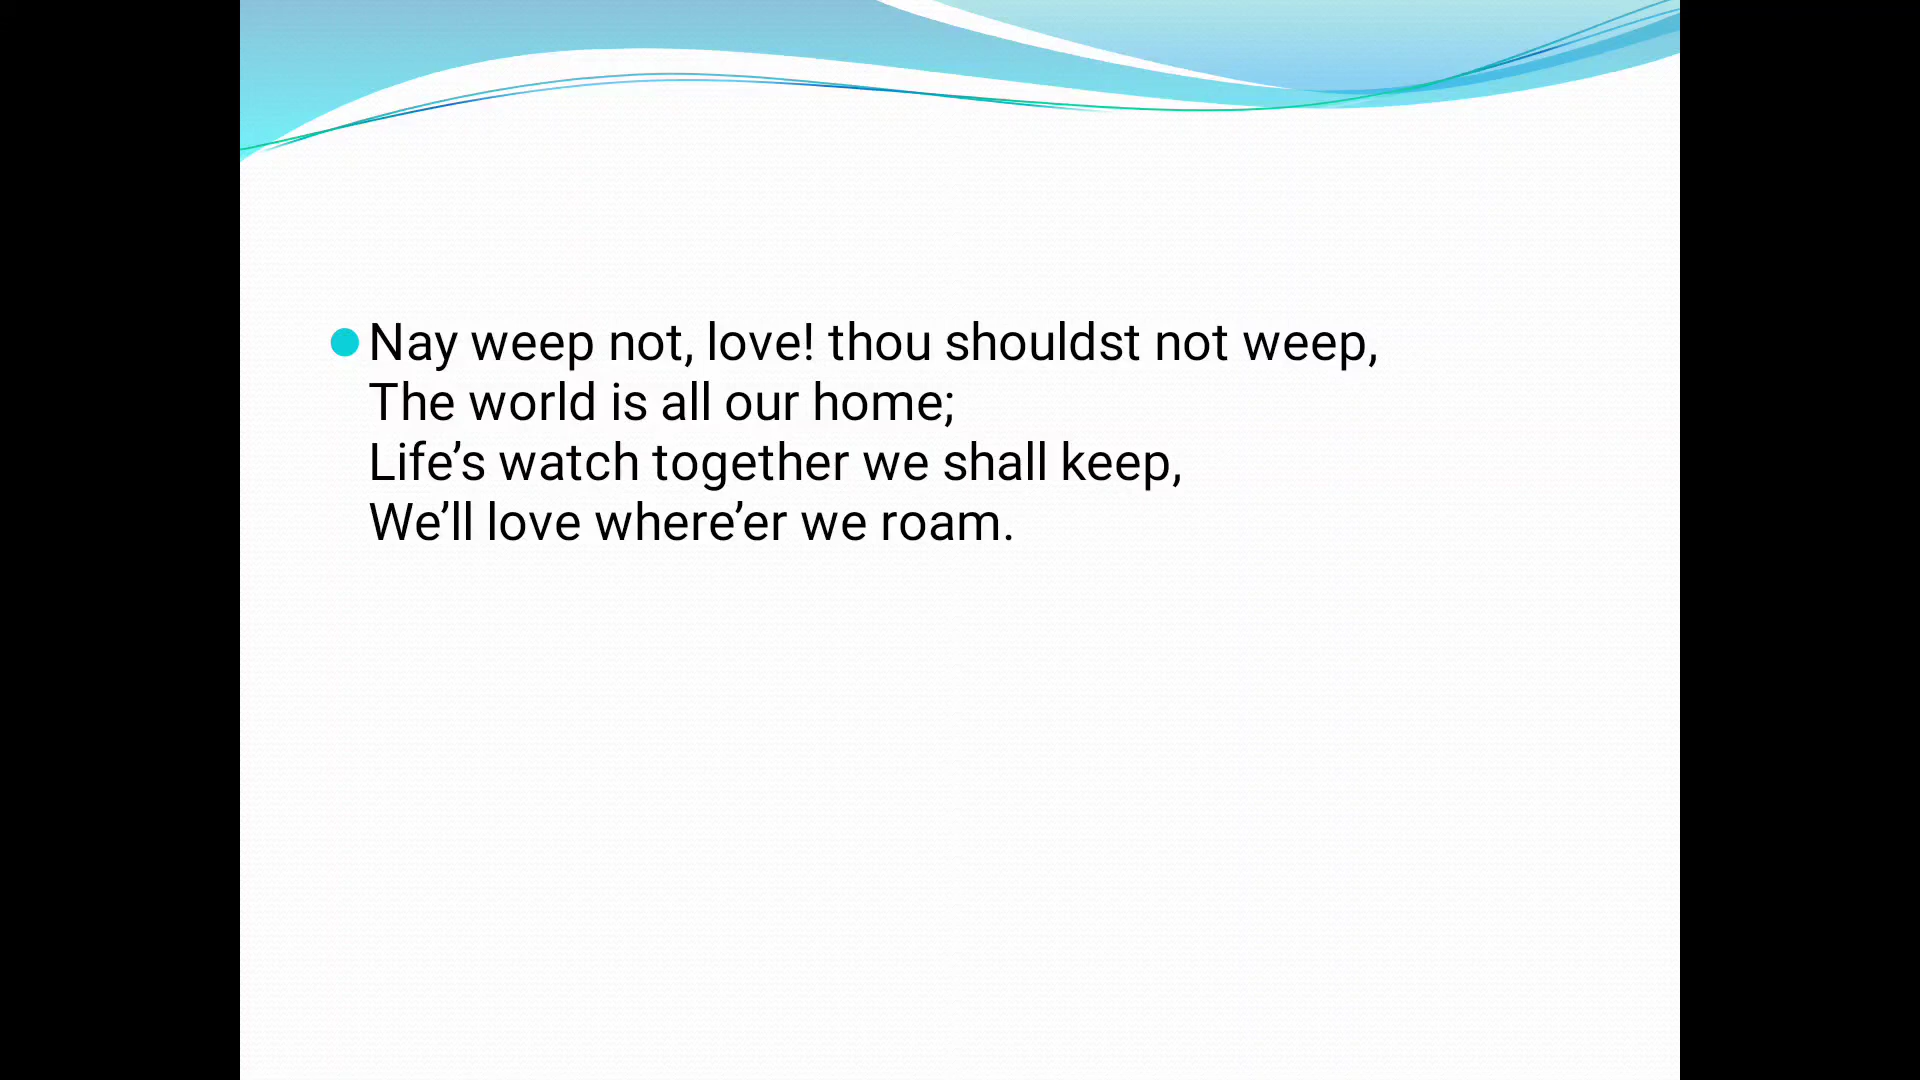 Nay weep not, love! thou shouldst not weep,
The world is all our home;
Life’s watch together we shall keep,
We’ll love where’er we roam.